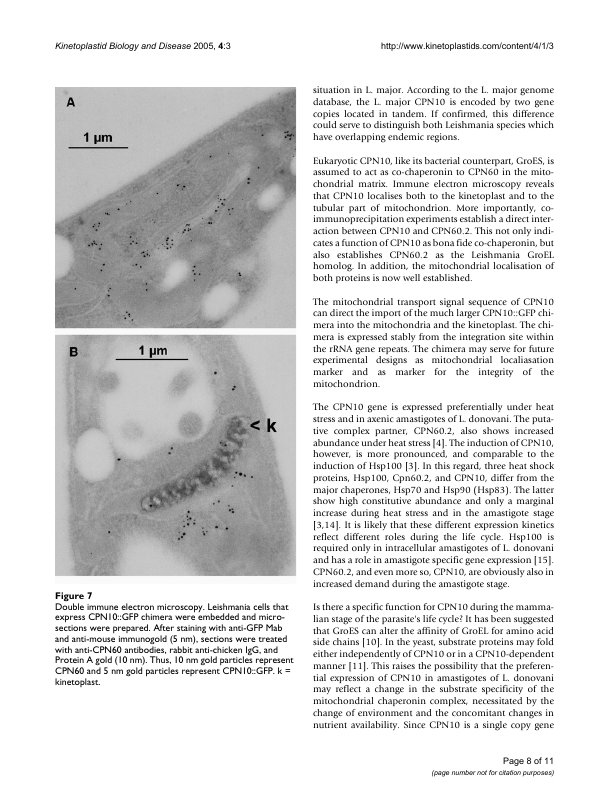 Kinetoplastid Biology and Disease 2005, 4:3
http://www.kinetoplastids.com/content/4/1/3
A
1 µm
B
1 µm
< k
Figure 7
Double immune electron microscopy. Leishmania cells that
express CPN10::GFP chimera were embedded and micro-
sections were prepared. After staining with anti-GFP Mab
and anti-mouse immunogold (5 nm), sections were treated
with anti-CPN60 antibodies, rabbit anti-chicken IgG, and
Protein A gold (10 nm). Thus, 10 nm gold particles represent
CPN60 and 5 nm gold particles represent CPN10::GFP. k =
kinetoplast.
situation in L. major. According to the L. major genome
database, the L. major CPN10 is encoded by two gene
copies located in tandem. If confirmed, this difference
could serve to distinguish both Leishmania species which
have overlapping endemic regions.
Eukaryotic CPN10, like its bacterial counterpart, GroES, is
assumed to act as co-chaperonin to CPN60 in the mito-
chondrial matrix. Immune electron microscopy reveals
that CPN10 localises both to the kinetoplast and to the
tubular part of mitochondrion. More importantly, co-
immunoprecipitation experiments establish a direct inter-
action between CPN10 and CPN60.2. This not only indi-
cates a function of CPN10 as bona fide co-chaperonin, but
also establishes CPN60.2 as the Leishmania GroEL
homolog. In addition, the mitochondrial localisation of
both proteins is now well established.
The mitochondrial transport signal sequence of CPN10
can direct the import of the much larger CPN10::GFP chi-
mera into the mitochondria and the kinetoplast. The chi-
mera is expressed stably from the integration site within
the rRNA gene repeats. The chimera may serve for future
experimental designs as mitochondrial localiasation
marker and as marker for the integrity of the
mitochondrion.
The CPN10 gene is expressed preferentially under heat
stress and in axenic amastigotes of L. donovani. The puta-
tive complex partner, CPN60.2, also shows increased
abundance under heat stress [4]. The induction of CPN10,
however, is more pronounced, and comparable to the
induction of Hsp100 [3]. In this regard, three heat shock
proteins, Hsp100, Cpn60.2, and CPN10, differ from the
major chaperones, Hsp70 and Hsp90 (Hsp83). The latter
show high constitutive abundance and only a marginal
increase during heat stress and in the amastigote stage
[3,14]. It is likely that these different expression kinetics
reflect different roles during the life cycle. Hsp100 is
required only in intracellular amastigotes of L. donovani
and has a role in amastigote specific gene expression [15].
CPN60.2, and even more so, CPN10, are obviously also in
increased demand during the amastigote stage.
Is there a specific function for CPN10 during the mamma-
lian stage of the parasite's life cycle? It has been suggested
that GroES can alter the affinity of GroEL for amino acid
side chains [10]. In the yeast, substrate proteins may fold
either independently of CPN10 or in a CPN10-dependent
manner [11]. This raises the possibility that the preferen-
tial expression of CPN10 in amastigotes of L. donovani
may reflect a change in the substrate specificity of the
mitochondrial chaperonin complex, necessitated by the
change of environment and the concomitant changes in
nutrient availability. Since CPN10 is a single copy gene
Page 8 of 11
(page number not for citation purposes)